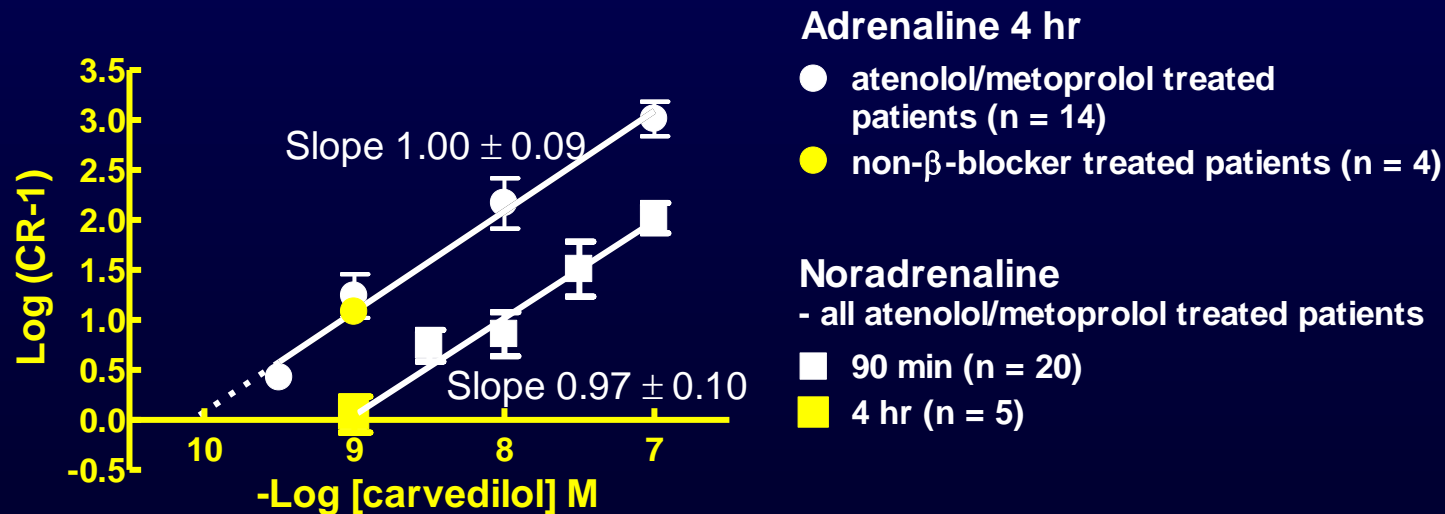 Log (CR-1)
3.5
3.0
2.5
2.0
1.5
1.0
0.5
0.0
-0.5
10
9
8
7
-Log [carvedilol] M
Slope 1.00 ± 0.09
Slope 0.97 ± 0.10
Adrenaline 4 hr
atenolol/metoprolol treated
patients (n = 14)
non-β-blocker treated patients (n = 4)
Noradrenaline
- all atenolol/metoprolol treated patients
90 min (n = 20)
4 hr (n = 5)